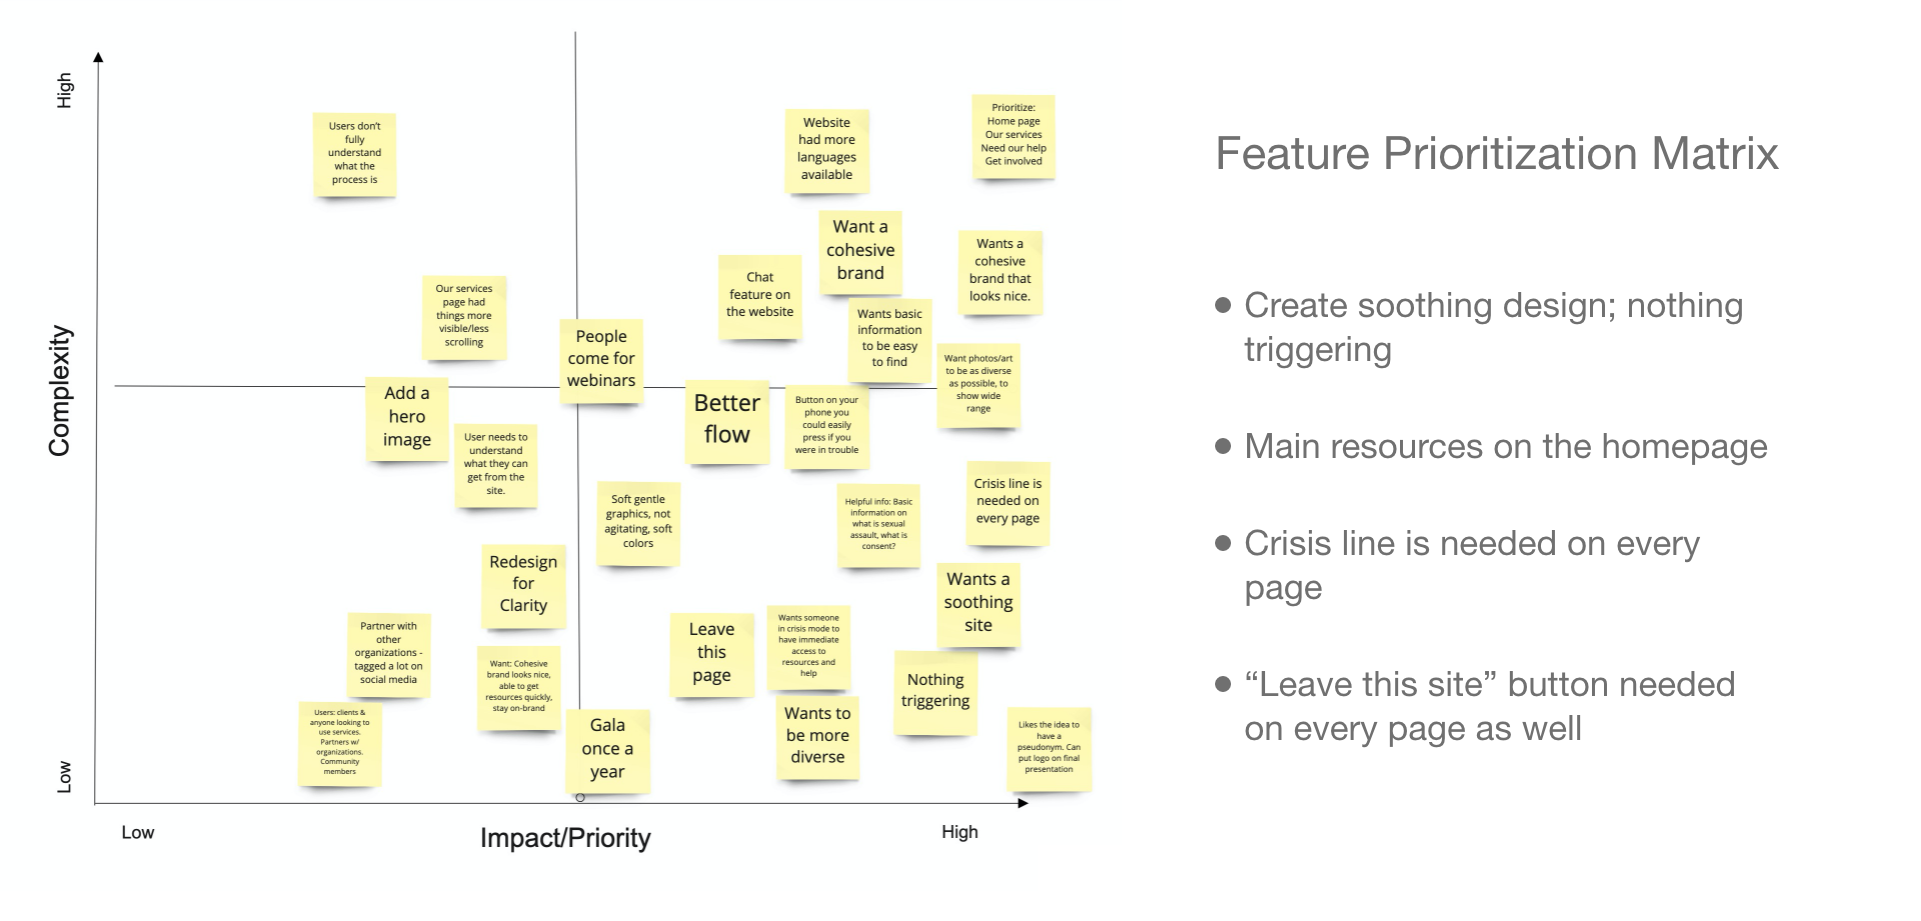 High
Complexity
Low
Low
Impact/Priority
High
Users don't
fully
understand
what the
process is
Website
had more
languages
available
Prioritize:
Home page
Our services
Need our help
Get involved
Want a
cohesive
brand
Wants a
cohesive
brand that
looks nice.
Chat
feature on
the website
Our services
page had
things more
visible/less
scrolling
Wants basic
information
to be easy
to find
People
come for
webinars
Want photos/art
to be as diverse
as possible, to
show wide
range
Add a
hero
image
Better
flow
Button on your
phone you
could easily
press if you
were in trouble
User needs to
understand
what they can
get from the
site.
Crisis line is
needed on
every page
Soft gentle
graphics, not
agitating, soft
colors
Helpful info: Basic
information on
what is sexual
assault, what is
consent?
Redesign
for
Clarity
Wants a
soothing
site
Partner with
other
organizations -
tagged a lot on
social media
Leave
this
page
Wants someone
in crisis mode to
have immediate
access to
resources and
help
Want: Cohesive
brand looks nice,
able to get
resources quickly,
stay on-brand
Nothing
triggering
Users: clients &
anyone looking to
use services.
Partners w/
organizations.
Community
members
Gala
once a
year
Wants to
be more
diverse
Likes the idea to
have a
pseudonym. Can
put logo on final
presentation
Feature Prioritization Matrix
• Create soothing design; nothing
triggering
• Main resources on the homepage
• Crisis line is needed on every
page
• “Leave this site” button needed
on every page as well